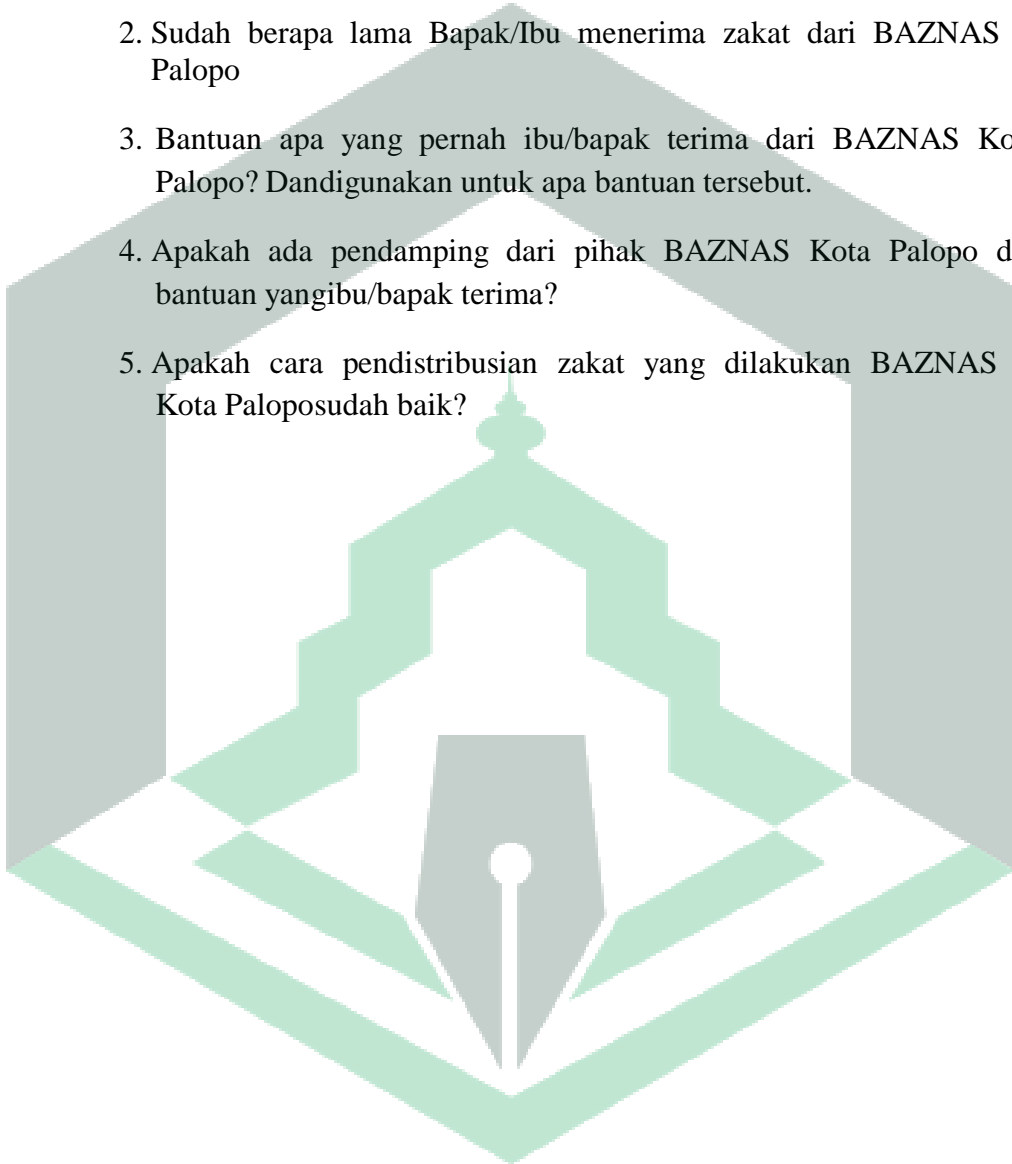 2. Sudah berapa lama Bapak/Ibu menerima zakat dari BAZNAS
Palopo
3. Bantuan apa yang pernah ibu/bapak terima dari BAZNAS
Palopo? Dandigunakan untuk apa bantuan tersebut.
4. Apakah ada pendamping dari pihak BAZNAS Kota Palopo
bantuan yangibu/bapak terima?
5. Apakah cara pendistribusian zakat yang dilakukan BAZNAS
Kota Paloposudah baik?